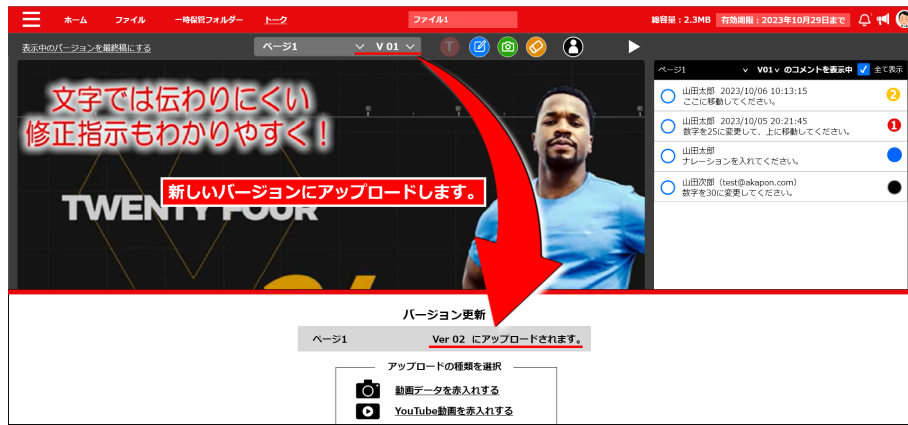 ホーム ファイル 一時保管フォルダー トーク ファイル1 総容量：2.3MB 有効期限：2023年10月29日まで
表示中のバージョンを最終稿にする ページ1 V 01 T
ページ1 V01 のコメントを表示中 全て表示
山田太郎 2023/10/06 10:13:15
ここに移動してください。 2
山田太郎 2023/10/05 20:21:45
数字を25に変更して、上に移動してください。 1
山田太郎
ナレーションを入れてください。
山田次郎（test@akapon.com）
数字を30に変更してください。
文字では伝わりにくい
修正指示もわかりやすく！
新しいバージョンにアップロードします。
TWENTY FOUR
バージョン更新
ページ1 Ver 02 にアップロードされます。
アップロードの種類を選択
動画データを赤入れする
YouTube動画を赤入れする